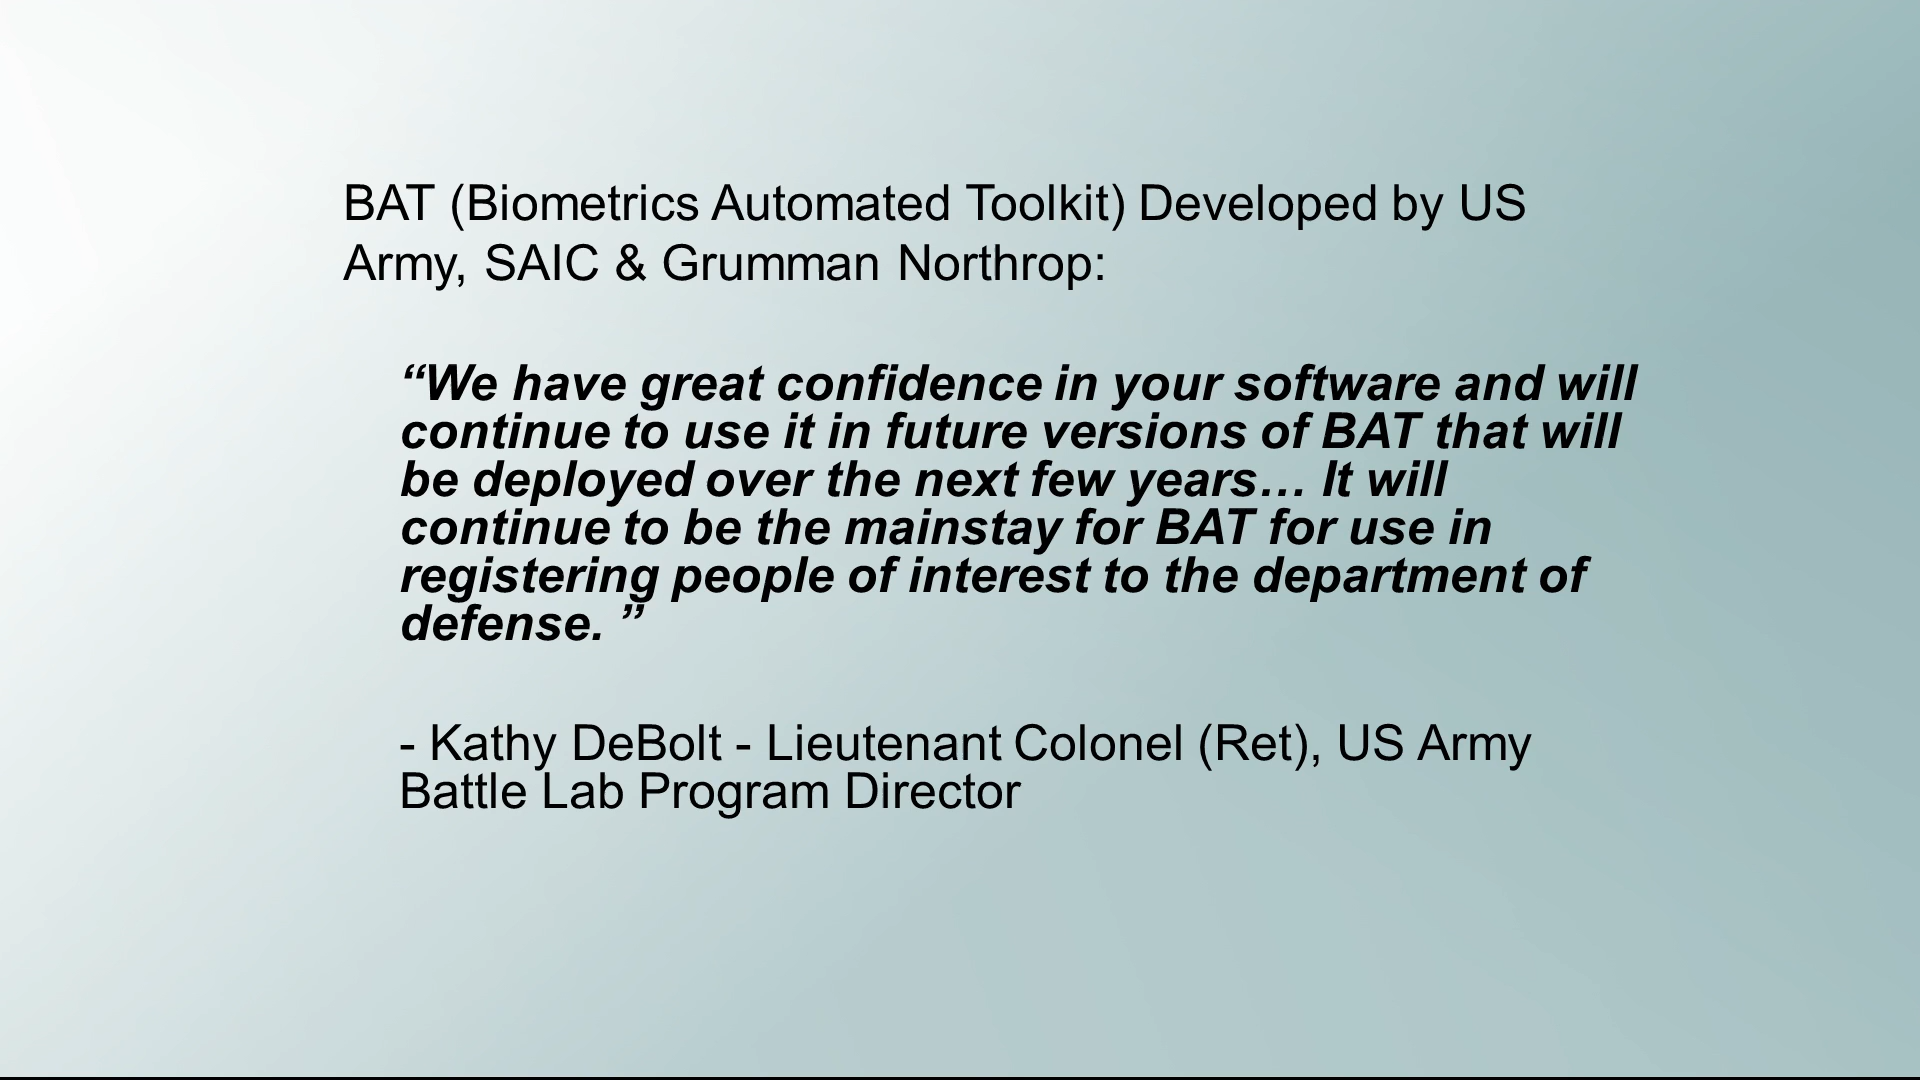 BAT (Biometrics Automated Toolkit) Developed by US
Army, SAIC & Grumman Northrop:
“We have great confidence in your software and will
continue to use it in future versions of BAT that will
be deployed over the next few years… It will
continue to be the mainstay for BAT for use in
registering people of interest to the department of
defense. ”
- Kathy DeBolt - Lieutenant Colonel (Ret), US Army
Battle Lab Program Director